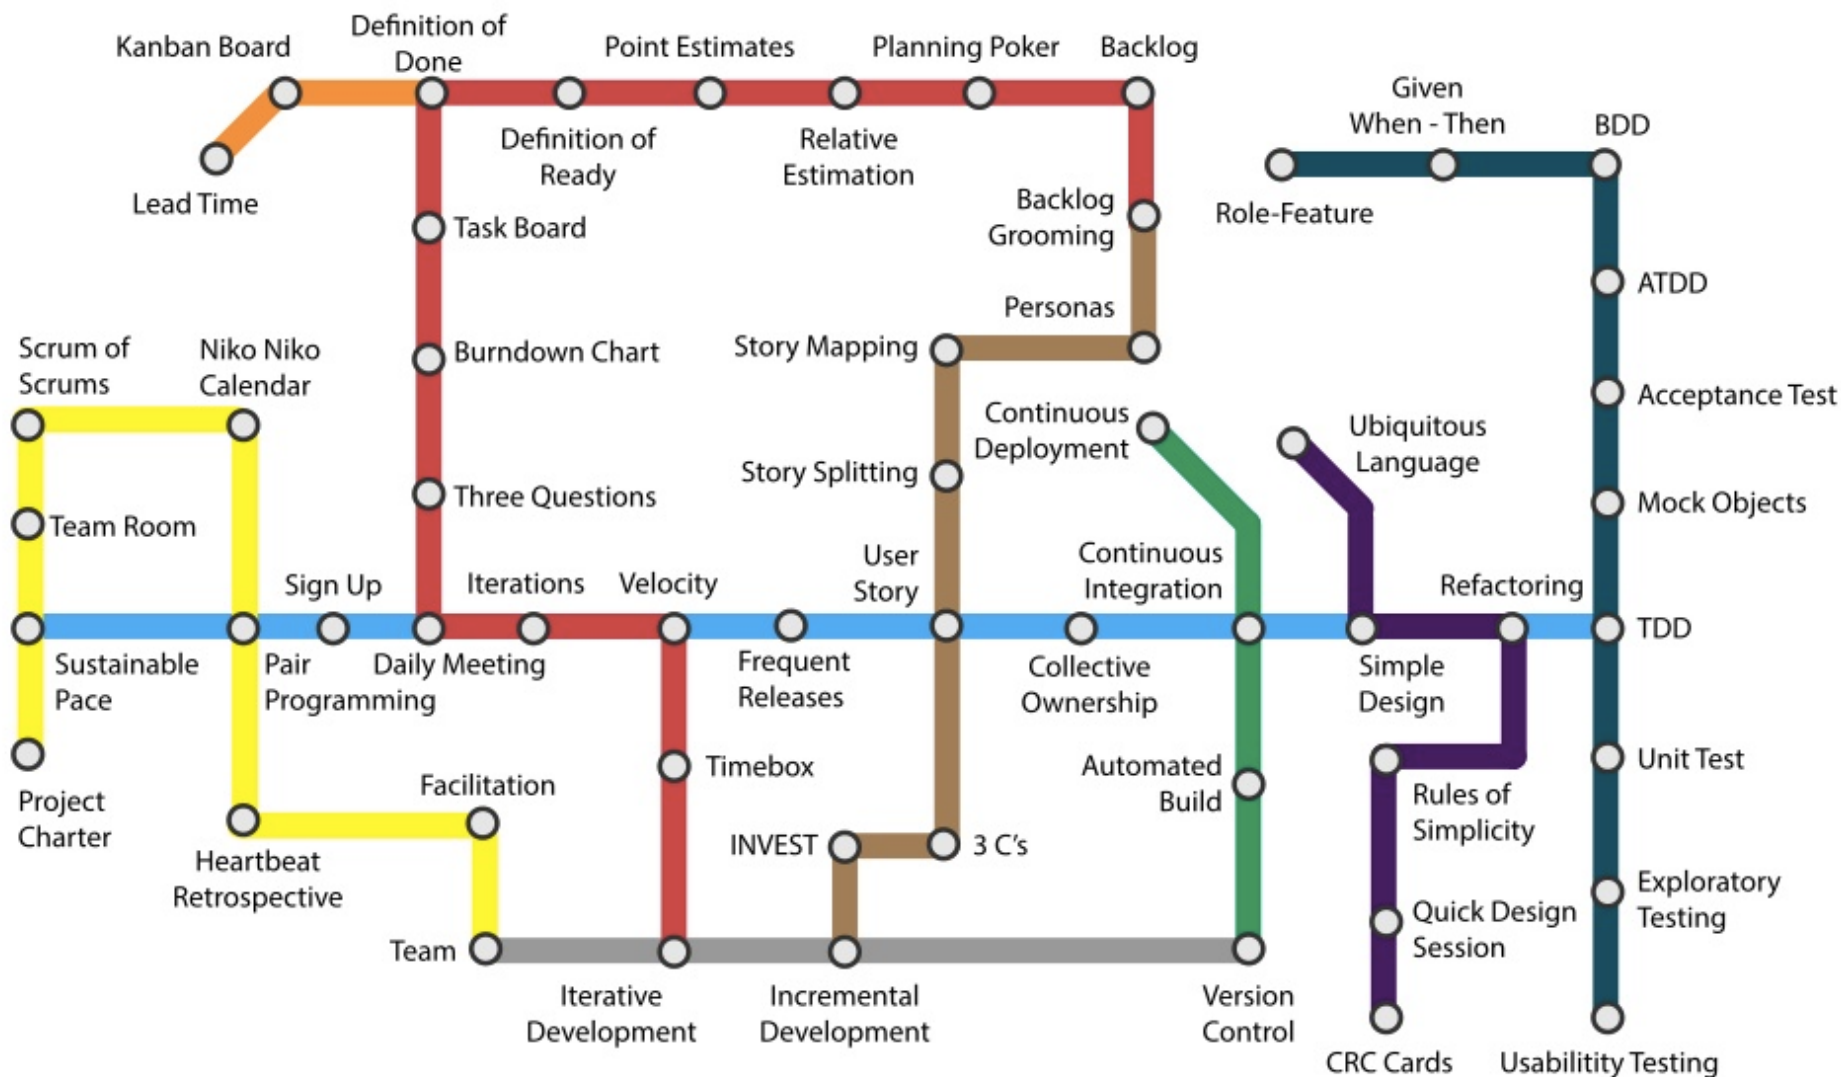 Kanban Board
Definition of
Done
Point Estimates
Planning Poker
Backlog
Definition of
Ready
Relative
Estimation
Lead Time
Given
When - Then
BDD
Role-Feature
Backlog
Grooming
Task Board
ATDD
Personas
Scrum of
Scrums
Niko Niko
Calendar
Burndown Chart
Story Mapping
Acceptance Test
Continuous
Deployment
Ubiquitous
Language
Story Splitting
Three Questions
Mock Objects
Team Room
Sign Up
Iterations
Velocity
User
Story
Continuous
Integration
Refactoring
TDD
Sustainable
Pace
Pair
Programming
Daily Meeting
Frequent
Releases
Collective
Ownership
Simple
Design
Timebox
Automated
Build
Unit Test
Project
Charter
Facilitation
Rules of
Simplicity
INVEST
3 C's
Heartbeat
Retrospective
Quick Design
Session
Exploratory
Testing
Team
Iterative
Development
Incremental
Development
Version
Control
CRC Cards
Usabilitity Testing